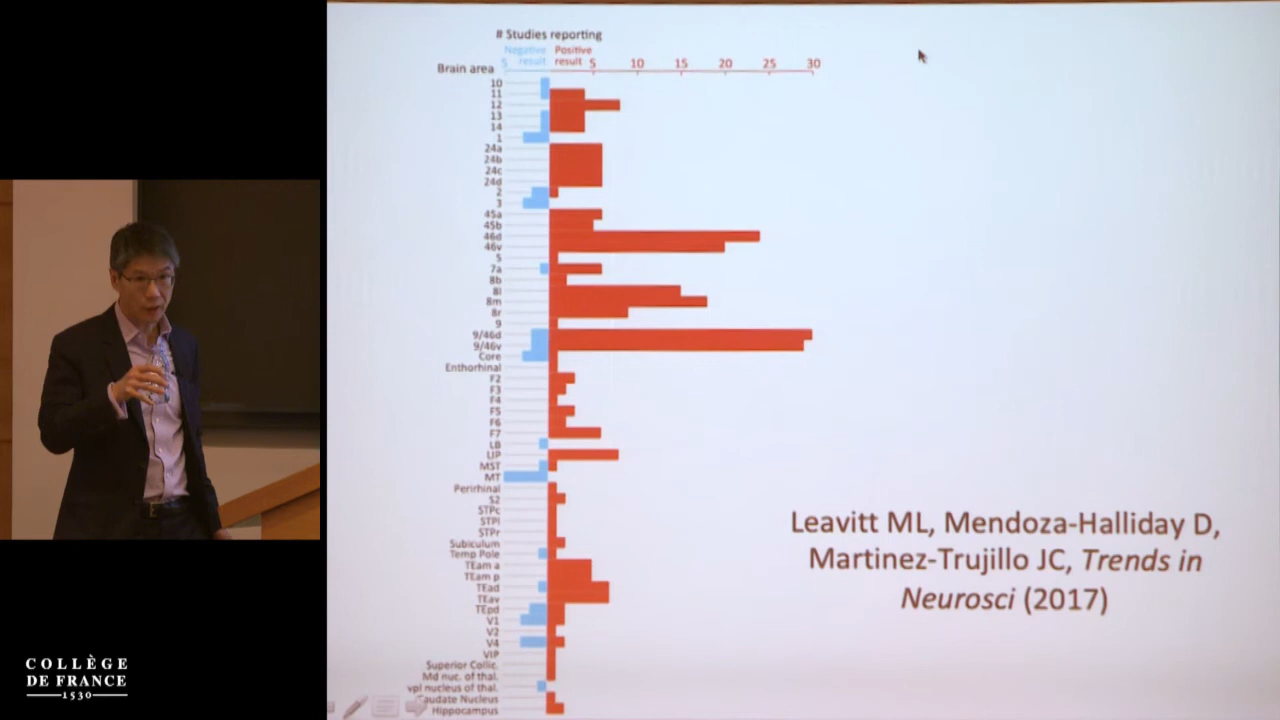 # Studies reporting
Negative result
Positive result
5 5 10 15 20 25 30
Brain area
10
11
12
13
14
1
24a
24b
24c
24d
2
3
45a
45b
46d
46v
5
7a
8b
8l
8m
8r
9
9/46d
9/46v
Core
Enthorhinal
F2
F3
F4
F5
F6
F7
LB
LIP
MST
MT
Perirhinal
S2
STPc
STPi
STPr
Subiculum
Temp Pole
TEam a
TEam p
TEad
TEav
TEpd
V1
V2
V4
VIP
Superior Collic.
Md nuc. of thal.
vpl nucleus of thal.
Caudate Nucleus
Hippocampus
Leavitt ML, Mendoza-Halliday D,
Martinez-Trujillo JC, Trends in
Neurosci (2017)
COLLÈGE
DE FRANCE
1530